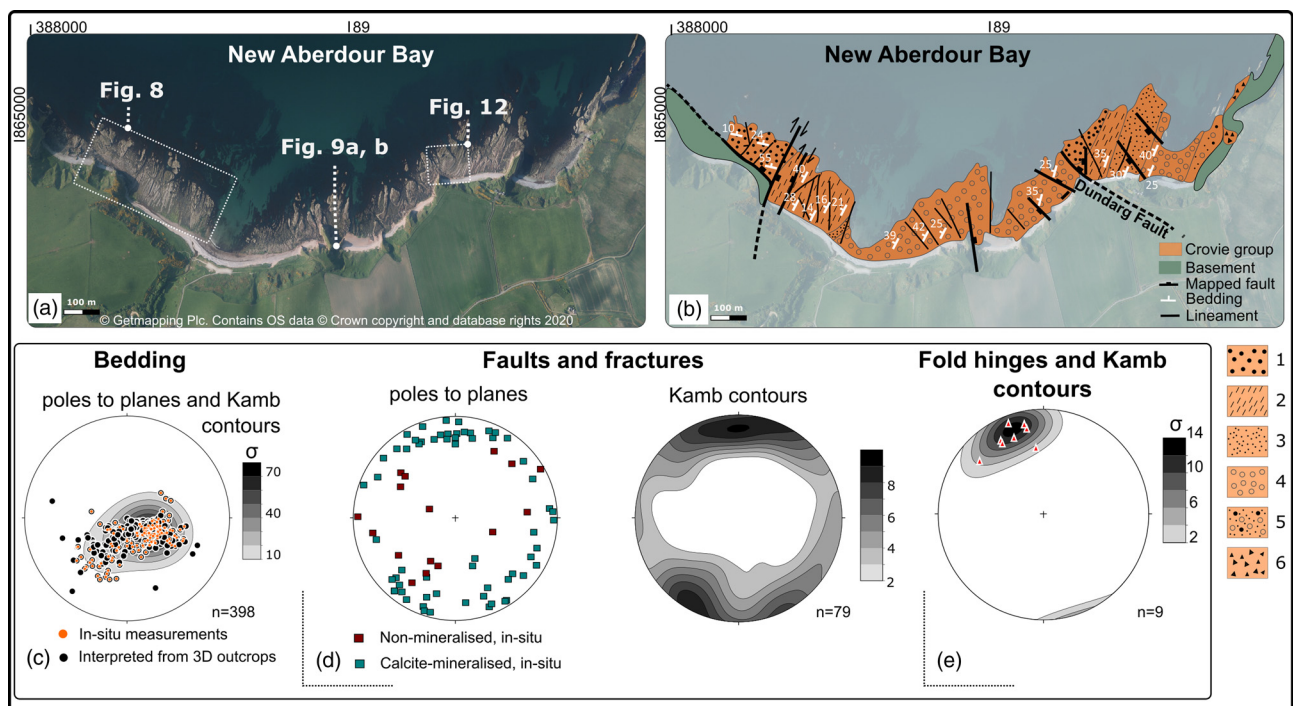 388000
89
1865000
New Aberdour Bay
Fig. 8
Fig. 12
Fig. 9a, b
(a)
100 m
© Getmapping Plc. Contains OS data © Crown copyright and database rights 2020
388000
89
1865000
New Aberdour Bay
10
24
55
40
28
14
16
21
39
42
25
35
25
35
30
40
25
Dundarg Fault
Crovie group
Basement
Mapped fault
Bedding
Lineament
(b)
100 m
Bedding
poles to planes and Kamb
contours
σ
70
40
10
n=398
In-situ measurements
Interpreted from 3D outcrops
(c)
Faults and fractures
poles to planes
Non-mineralised, in-situ
Calcite-mineralised, in-situ
(d)
Kamb contours
8
6
4
2
n=79
Fold hinges and Kamb
contours
σ
14
10
6
2
n=9
(e)
1
2
3
4
5
6